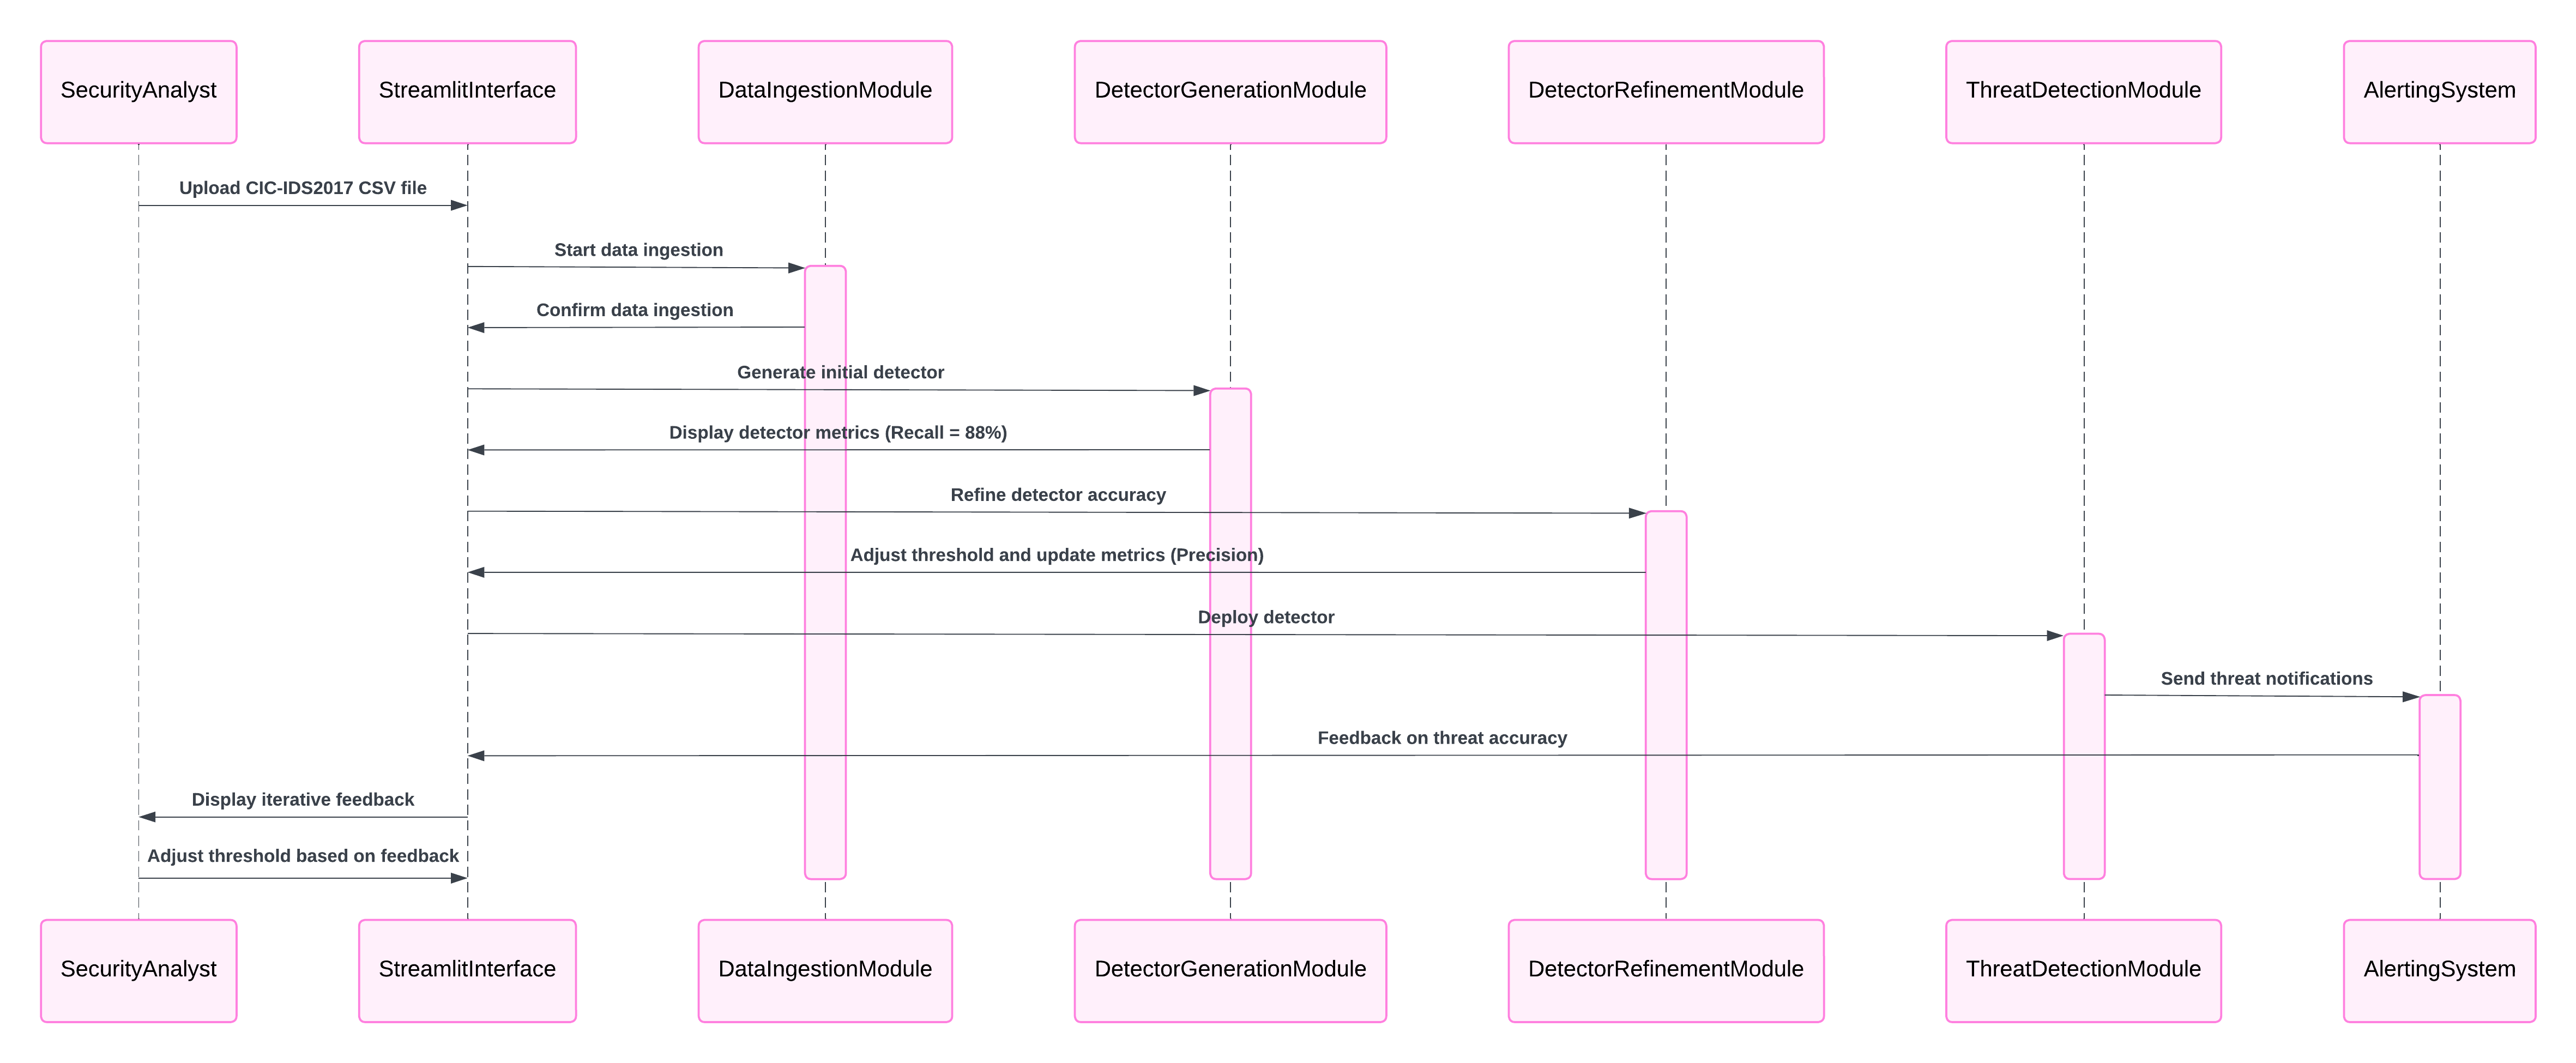 SecurityAnalyst
StreamlitInterface
DataIngestionModule
DetectorGenerationModule
DetectorRefinementModule
ThreatDetectionModule
AlertingSystem
Upload CIC-IDS2017 CSV file
Start data ingestion
Confirm data ingestion
Generate initial detector
Display detector metrics (Recall = 88%)
Refine detector accuracy
Adjust threshold and update metrics (Precision)
Deploy detector
Send threat notifications
Feedback on threat accuracy
Display iterative feedback
Adjust threshold based on feedback
SecurityAnalyst
StreamlitInterface
DataIngestionModule
DetectorGenerationModule
DetectorRefinementModule
ThreatDetectionModule
AlertingSystem